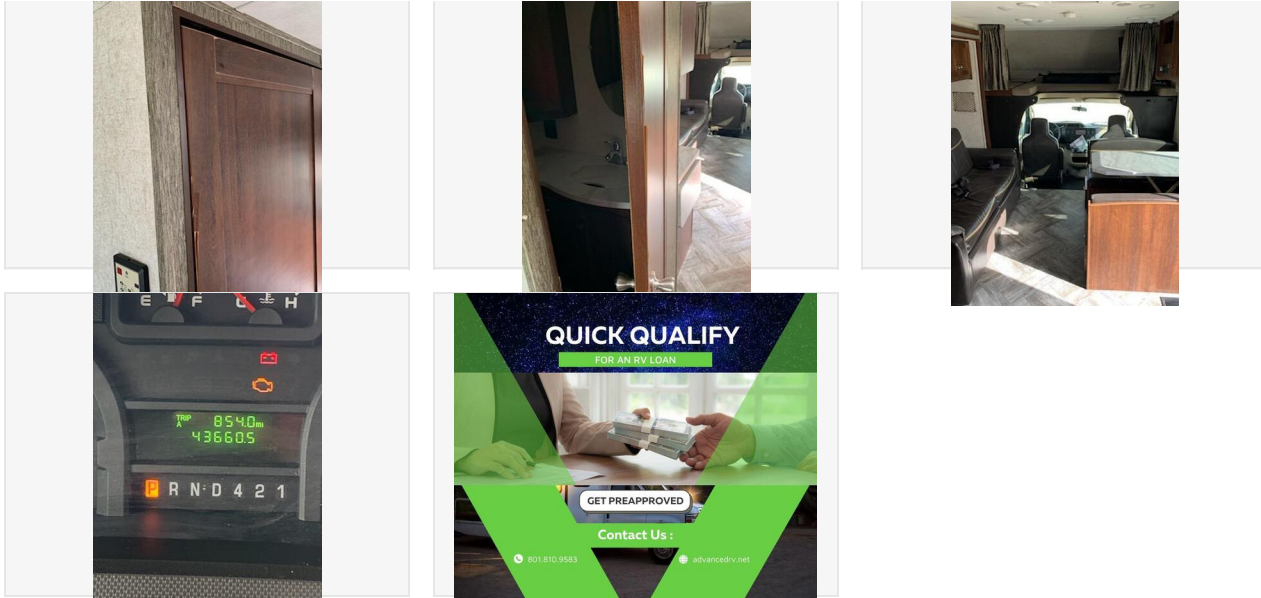 E F C H
TRIP
A 854.0mi
43660.5
P R N D 4 2 1
QUICK QUALIFY
FOR AN RV LOAN
GET PREAPPROVED
Contact Us :
801.810.9583
advancedrv.net